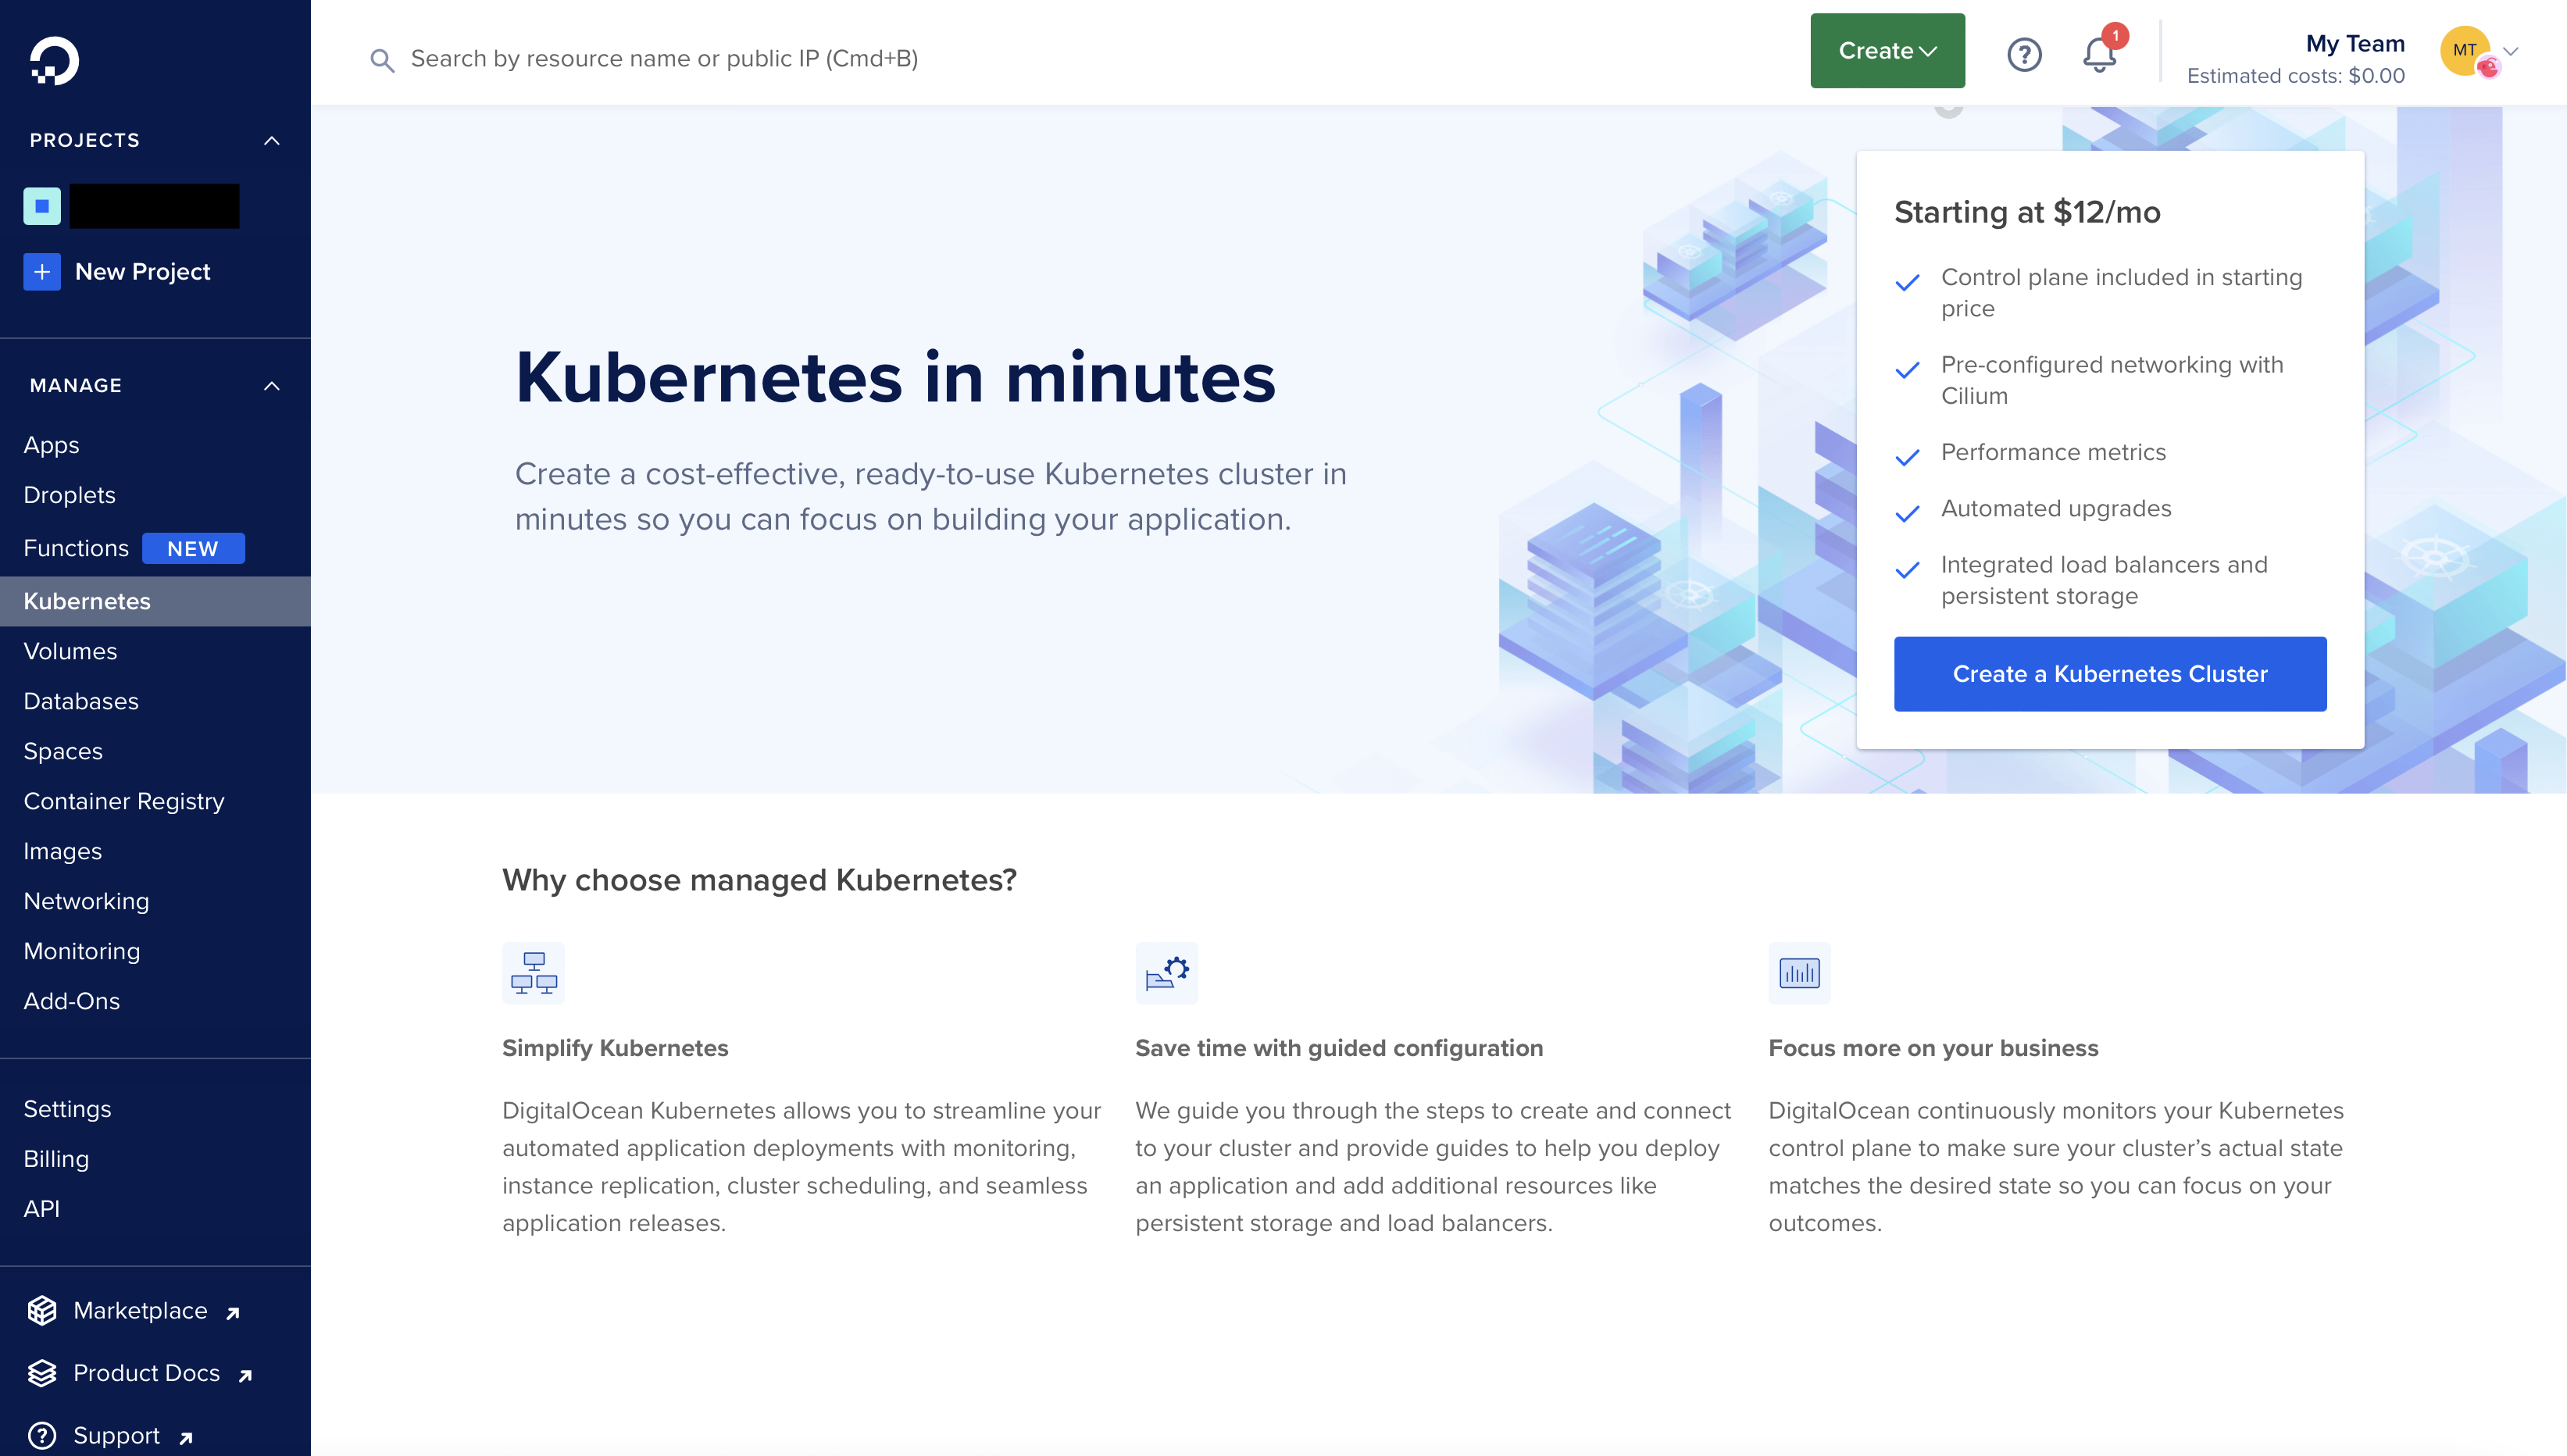 Search by resource name or public IP (Cmd+B)
Create
1
My Team
Estimated costs: $0.00
MT
PROJECTS
New Project
MANAGE
Apps
Droplets
Functions NEW
Kubernetes
Volumes
Databases
Spaces
Container Registry
Images
Networking
Monitoring
Add-Ons
Settings
Billing
API
Marketplace
Product Docs
Support
Kubernetes in minutes
Create a cost-effective, ready-to-use Kubernetes cluster in
minutes so you can focus on building your application.
Starting at $12/mo
Control plane included in starting
price
Pre-configured networking with
Cilium
Performance metrics
Automated upgrades
Integrated load balancers and
persistent storage
Create a Kubernetes Cluster
Why choose managed Kubernetes?
Simplify Kubernetes
DigitalOcean Kubernetes allows you to streamline your
automated application deployments with monitoring,
instance replication, cluster scheduling, and seamless
application releases.
Save time with guided configuration
We guide you through the steps to create and connect
to your cluster and provide guides to help you deploy
an application and add additional resources like
persistent storage and load balancers.
Focus more on your business
DigitalOcean continuously monitors your Kubernetes
control plane to make sure your cluster’s actual state
matches the desired state so you can focus on your
outcomes.